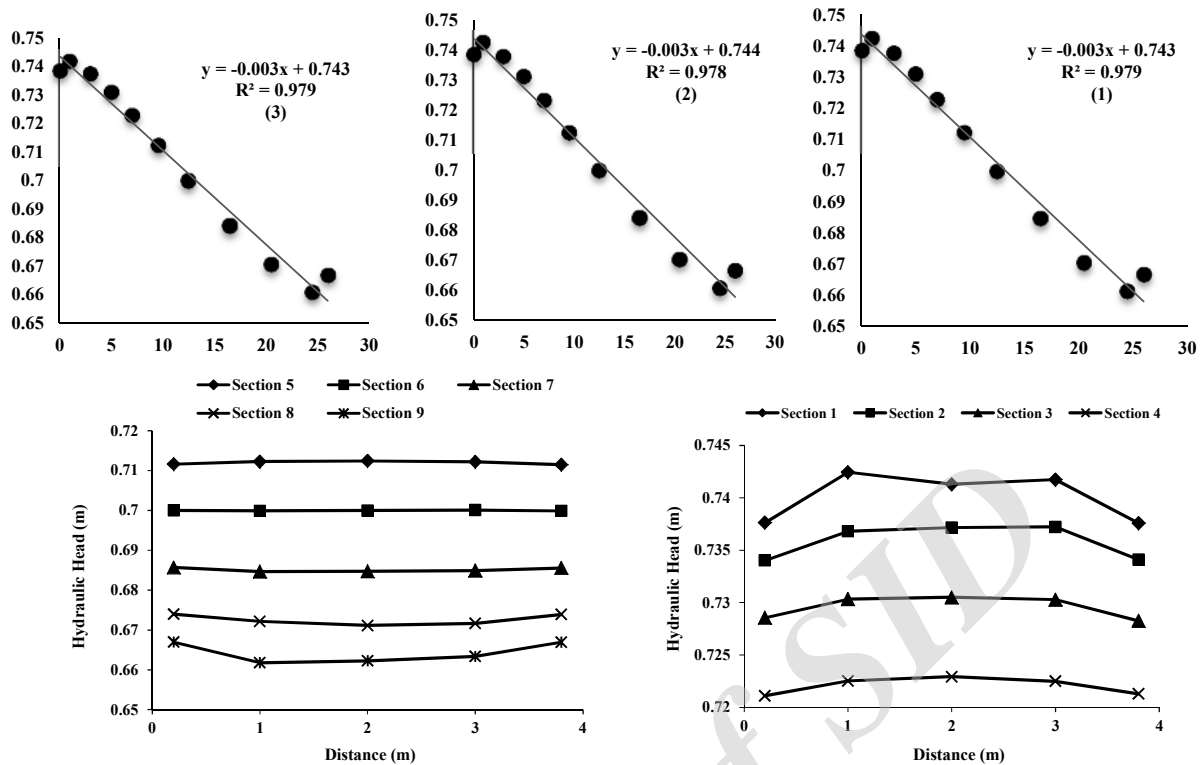 0.75
0.74
0.73
0.72
0.71
0.7
0.69
0.68
0.67
0.66
0.65
0 5 10 15 20 25 30
y = -0.003x + 0.743
R² = 0.979
(3)
0.75
0.74
0.73
0.72
0.71
0.7
0.69
0.68
0.67
0.66
0.65
0 5 10 15 20 25 30
y = -0.003x + 0.744
R² = 0.978
(2)
0.75
0.74
0.73
0.72
0.71
0.7
0.69
0.68
0.67
0.66
0.65
0 5 10 15 20 25 30
y = -0.003x + 0.743
R² = 0.979
(1)
Section 5 Section 6 Section 7
Section 8 Section 9
Hydraulic Head (m)
0.72
0.71
0.7
0.69
0.68
0.67
0.66
0.65
0 1 2 3 4
Distance (m)
Section 1 Section 2 Section 3 Section 4
Hydraulic Head (m)
0.745
0.74
0.735
0.73
0.725
0.72
0 1 2 3 4
Distance (m)
of SID